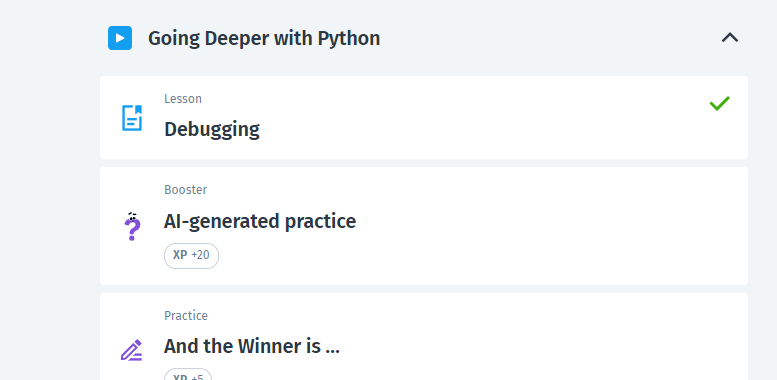 Going Deeper with Python
Lesson
Debugging
Booster
AI-generated practice
XP +20
Practice
And the Winner is ...
XP +5